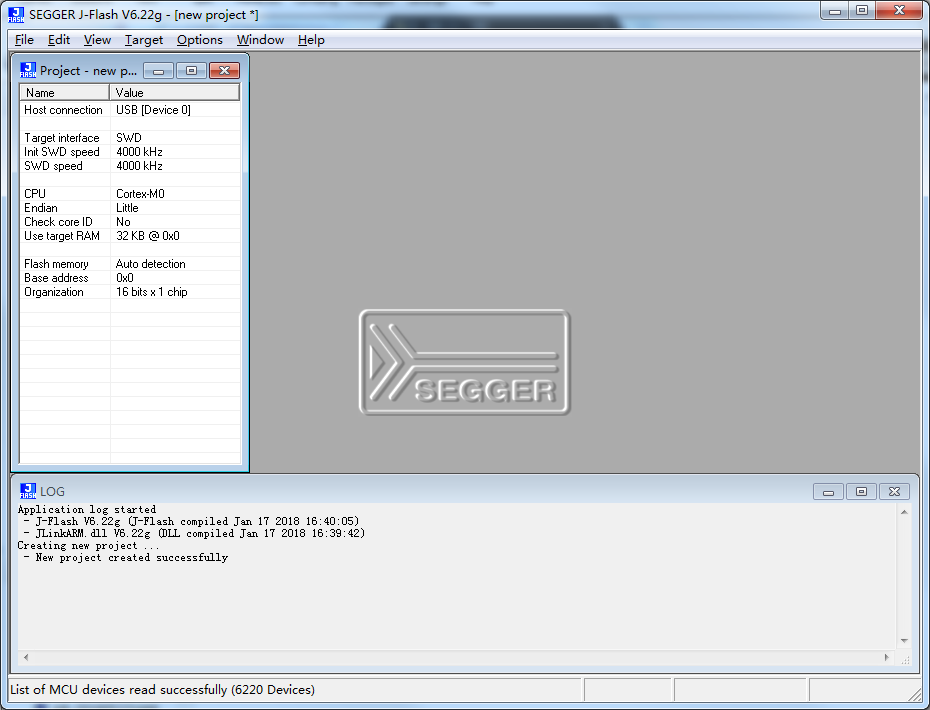 SEGGER J-Flash V6.22g - [new project *]
File Edit View Target Options Window Help
Project - new p...
Name Value
Host connection USB [Device 0]
Target interface SWD
Init SWD speed 4000 kHz
SWD speed 4000 kHz
CPU Cortex-M0
Endian Little
Check core ID No
Use target RAM 32 KB @ 0x0
Flash memory Auto detection
Base address 0x0
Organization 16 bits x 1 chip
SEGGER
LOG
Application log started
- J-Flash V6.22g (J-Flash compiled Jan 17 2018 16:40:05)
- JLinkARM.dll V6.22g (DLL compiled Jan 17 2018 16:39:42)
Creating new project ...
- New project created successfully
List of MCU devices read successfully (6220 Devices)